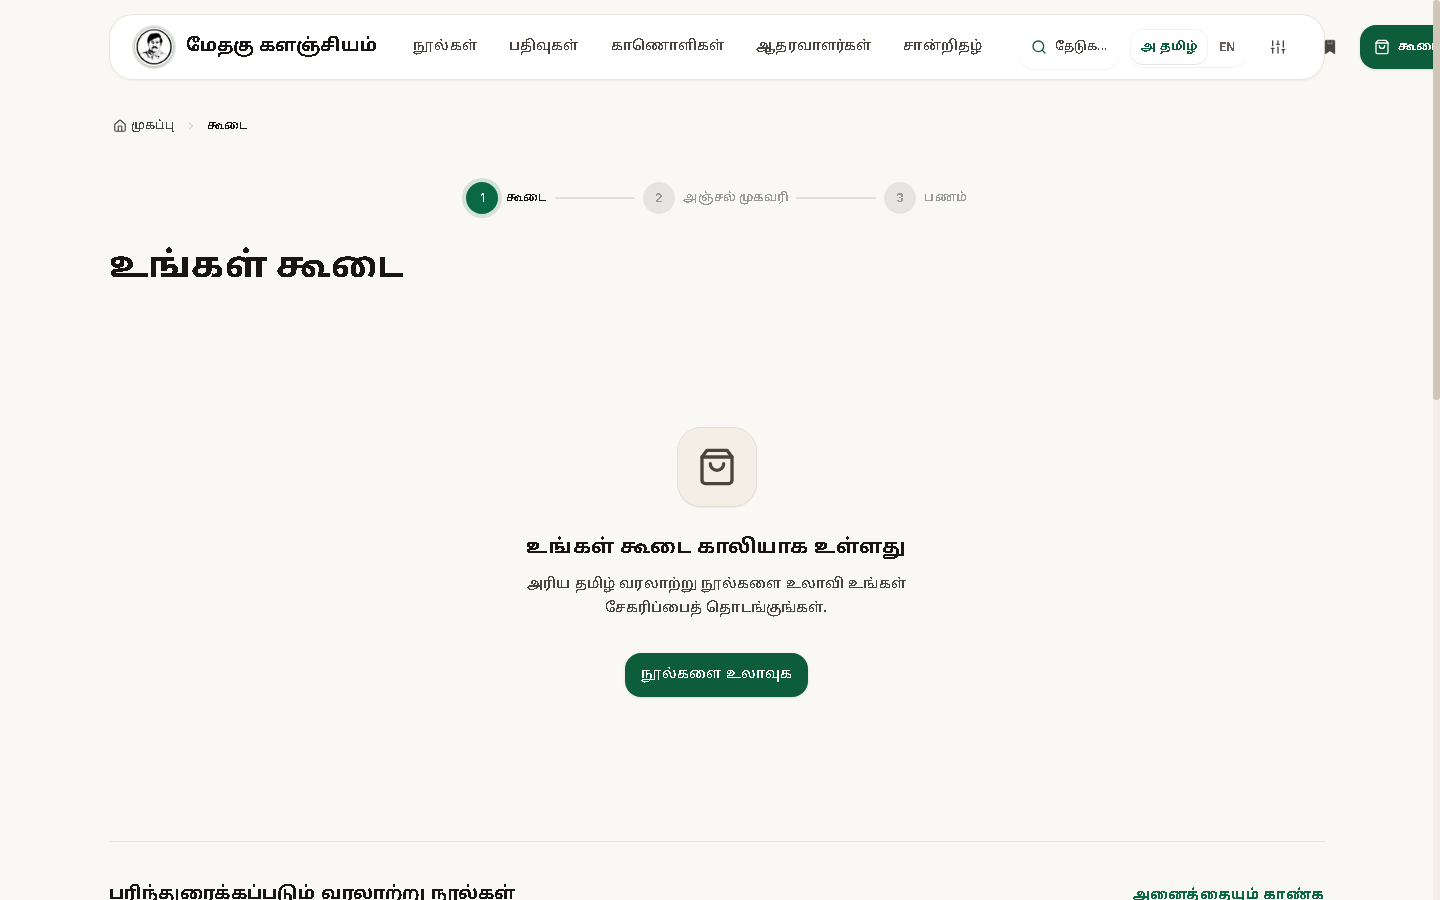 மேதகு களஞ்சியம்
நூல்கள் பதிவுகள் காணொளிகள் ஆதரவாளர்கள் சான்றிதழ்
தேடுக...
அ தமிழ் EN
முகப்பு கூடை
1 கூடை 2 அஞ்சல் முகவரி 3 பணம்
உங்கள் கூடை
உங்கள் கூடை காலியாக உள்ளது
அரிய தமிழ் வரலாற்று நூல்களை உலாவி உங்கள்
சேகரிப்பைத் தொடங்குங்கள்.
நூல்களை உலாவுக
பரிந்துரைக்கப்படும் வரலாற்று நூல்கள்
அனைத்தையும் காண்க